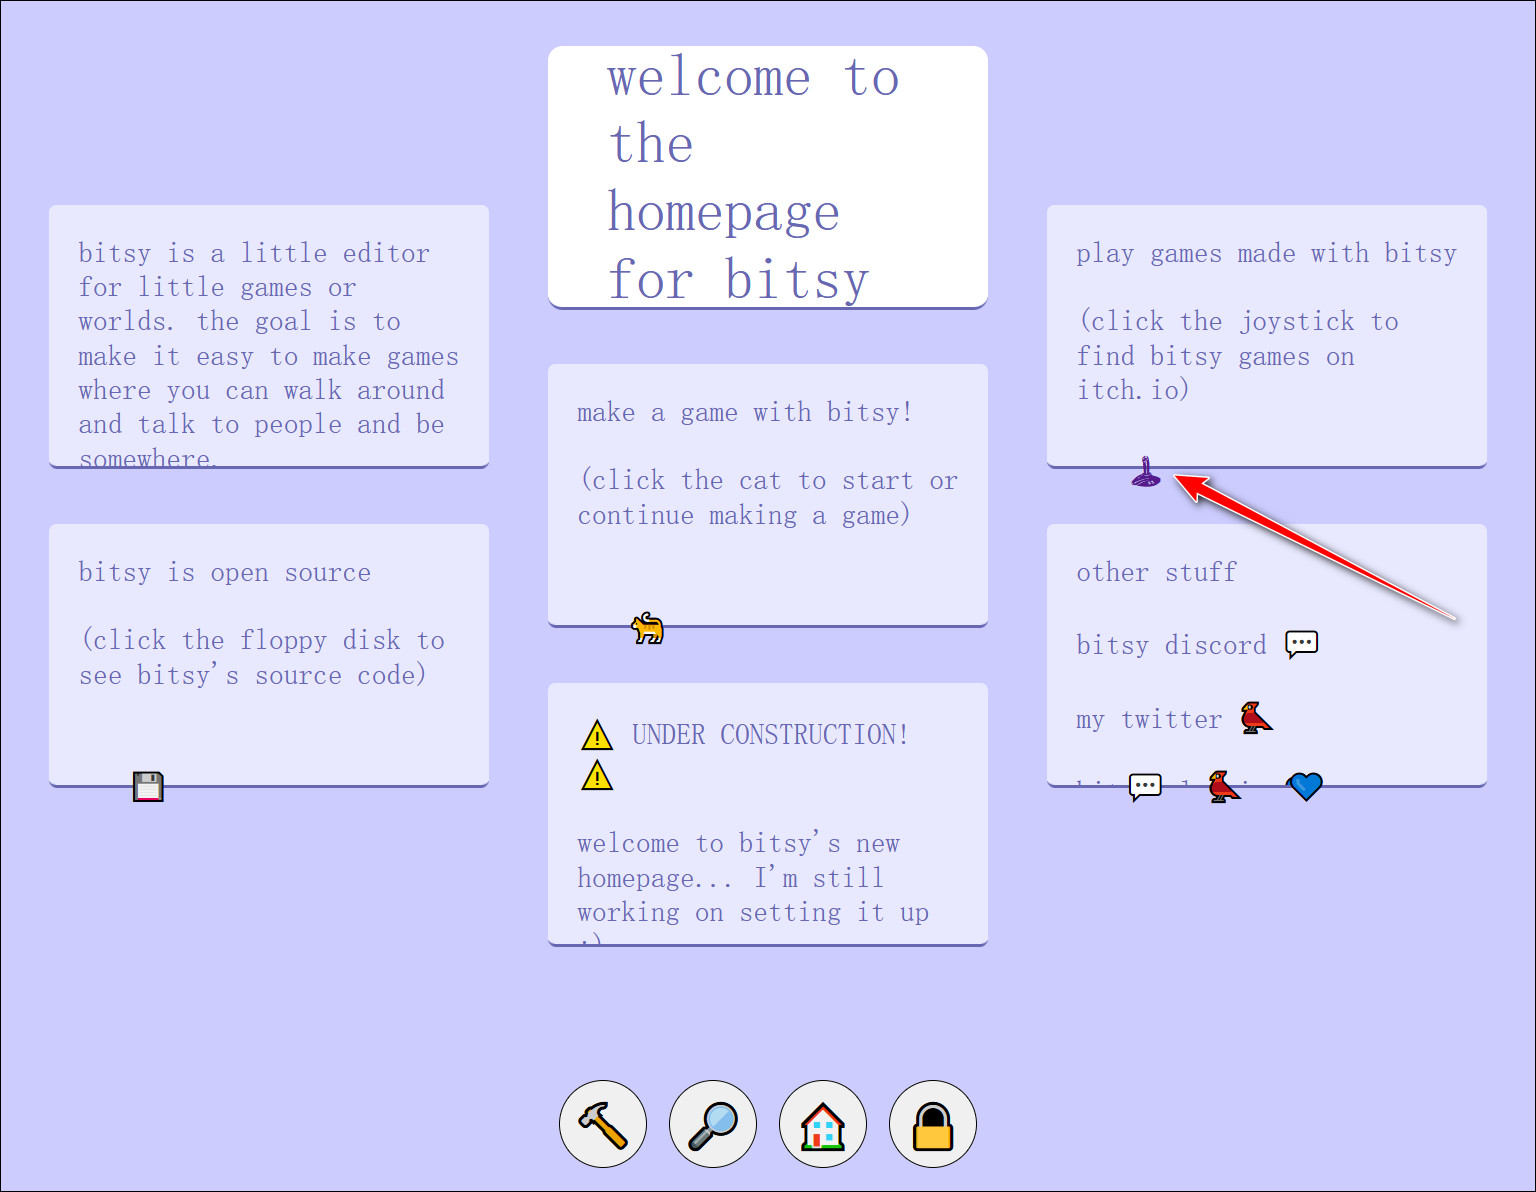 welcome to
the
homepage
for bitsy
bitsy is a little editor
for little games or
worlds. the goal is to
make it easy to make games
where you can walk around
and talk to people and be
somewhere.
play games made with bitsy
(click the joystick to
find bitsy games on
itch.io)
make a game with bitsy!
(click the cat to start or
continue making a game)
bitsy is open source
(click the floppy disk to
see bitsy's source code)
other stuff
bitsy discord
my twitter
UNDER CONSTRUCTION!
welcome to bitsy's new
homepage... I'm still
working on setting it up
:)